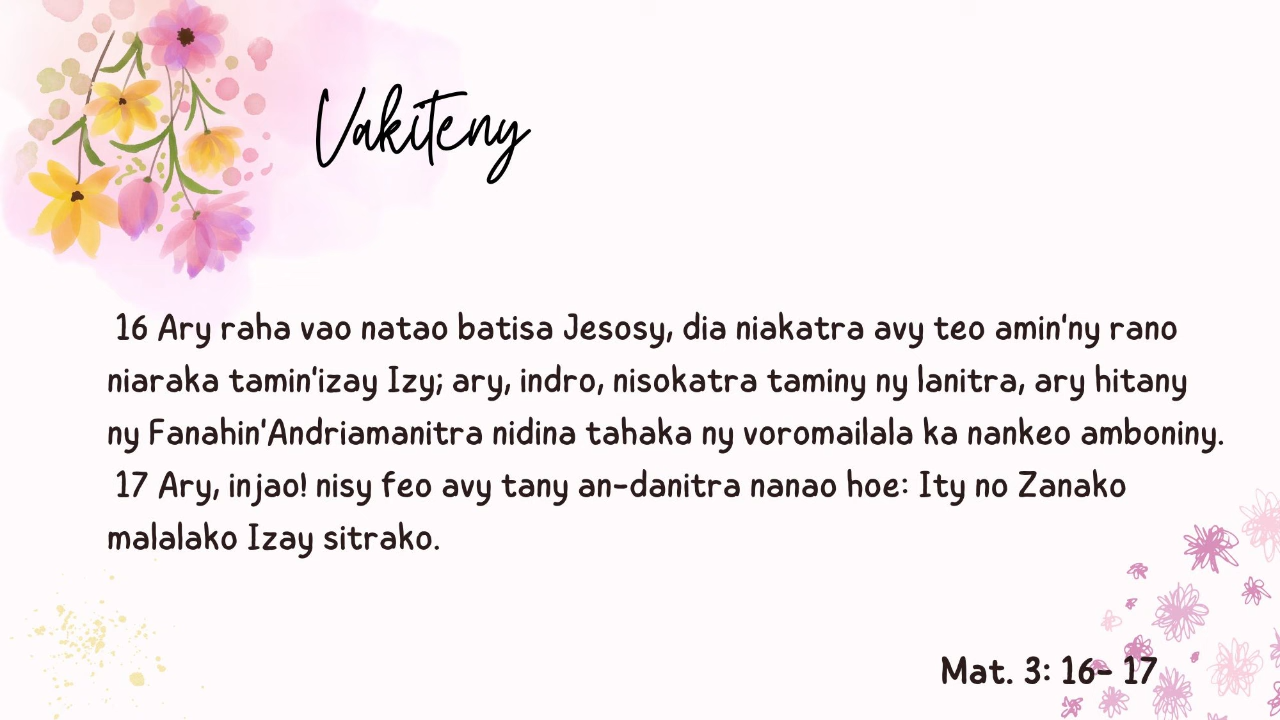 Vakiteny
16 Ary raha vao natao batisa Jesosy, dia niakatra avy teo amin'ny rano
niaraka tamin'izay Izy; ary, indro, nisokatra taminy ny lanitra, ary hitany
ny Fanahin'Andriamanitra nidina tahaka ny voromailala ka nankeo amboniny.
17 Ary, injao! nisy feo avy tany an-danitra nanao hoe: Ity no Zanako
malalako Izay sitrako.
Mat. 3: 16- 17